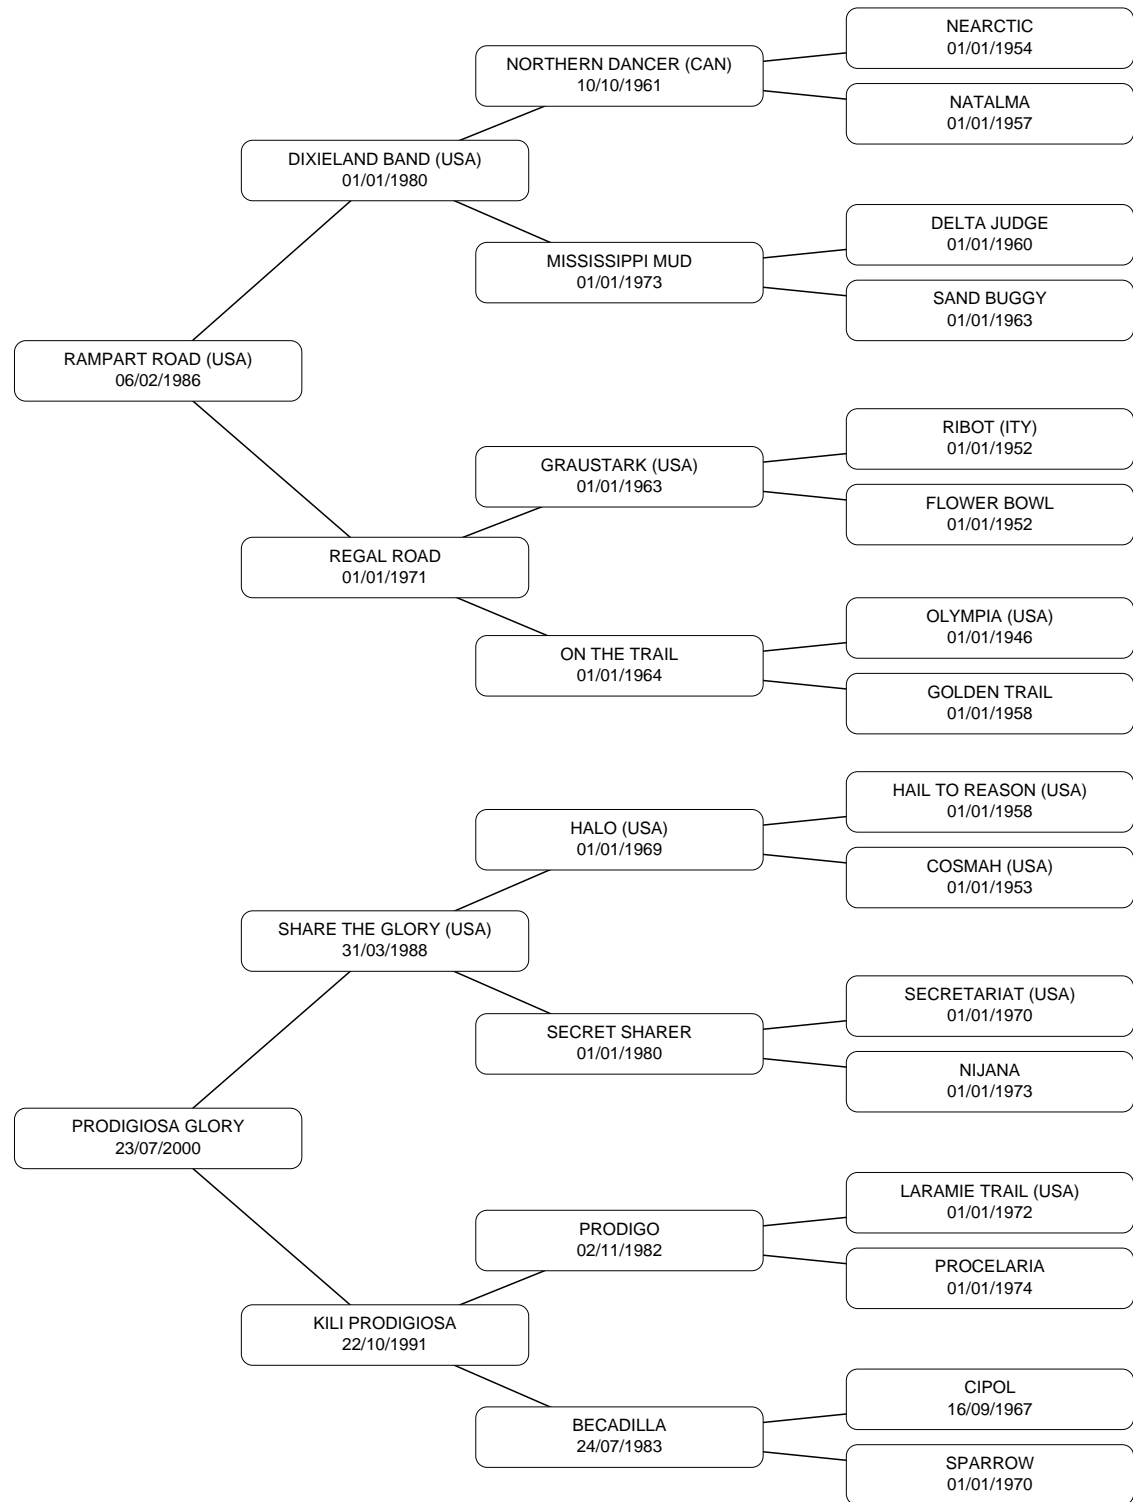 NEARCTIC
01/01/1954
NORTHERN DANCER (CAN)
10/10/1961
NATALMA
01/01/1957
DIXIELAND BAND (USA)
01/01/1980
DELTA JUDGE
01/01/1960
MISSISSIPPI MUD
01/01/1973
SAND BUGGY
01/01/1963
RAMPART ROAD (USA)
06/02/1986
RIBOT (ITY)
01/01/1952
GRAUSTARK (USA)
01/01/1963
FLOWER BOWL
01/01/1952
REGAL ROAD
01/01/1971
OLYMPIA (USA)
01/01/1946
ON THE TRAIL
01/01/1964
GOLDEN TRAIL
01/01/1958
HAIL TO REASON (USA)
01/01/1958
HALO (USA)
01/01/1969
COSMAH (USA)
01/01/1953
SHARE THE GLORY (USA)
31/03/1988
SECRETARIAT (USA)
01/01/1970
SECRET SHARER
01/01/1980
NIJANA
01/01/1973
PRODIGIOSA GLORY
23/07/2000
LARAMIE TRAIL (USA)
01/01/1972
PRODIGO
02/11/1982
PROCELARIA
01/01/1974
KILI PRODIGIOSA
22/10/1991
CIPOL
16/09/1967
BECADILLA
24/07/1983
SPARROW
01/01/1970